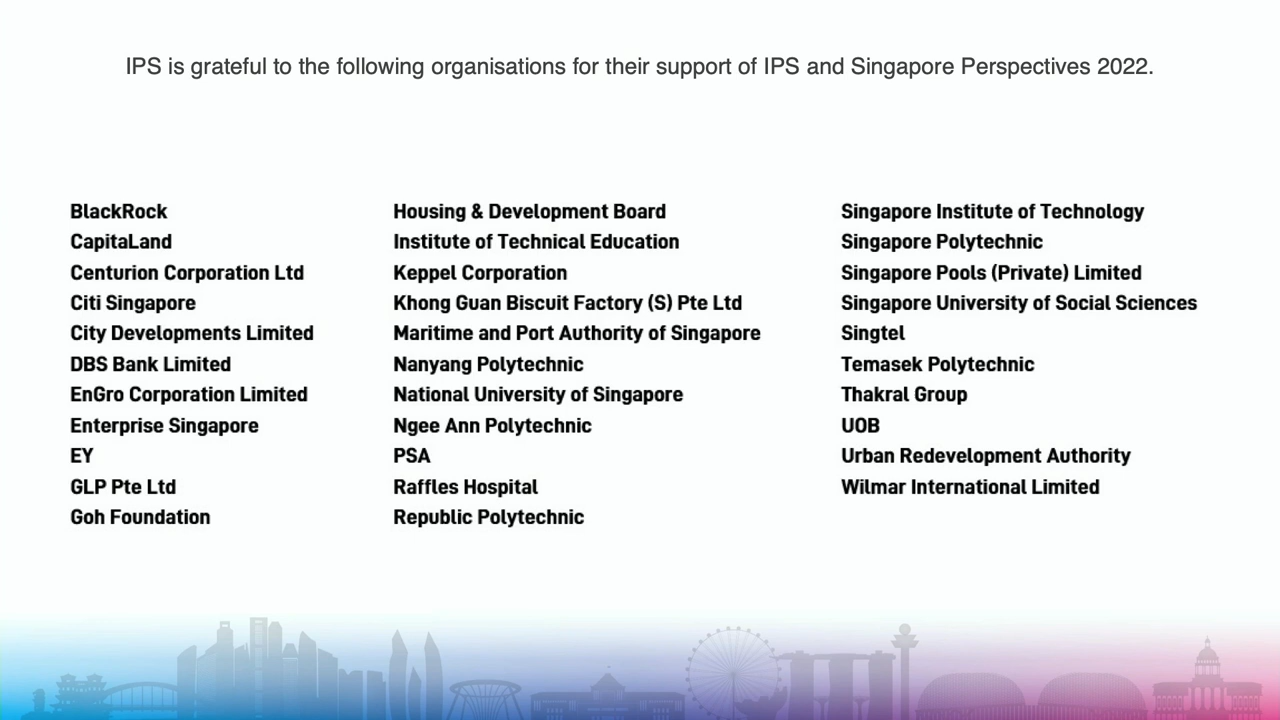 IPS is grateful to the following organisations for their support of IPS and Singapore Perspectives 2022.
BlackRock
CapitaLand
Centurion Corporation Ltd
Citi Singapore
City Developments Limited
DBS Bank Limited
EnGro Corporation Limited
Enterprise Singapore
EY
GLP Pte Ltd
Goh Foundation
Housing & Development Board
Institute of Technical Education
Keppel Corporation
Khong Guan Biscuit Factory (S) Pte Ltd
Maritime and Port Authority of Singapore
Nanyang Polytechnic
National University of Singapore
Ngee Ann Polytechnic
PSA
Raffles Hospital
Republic Polytechnic
Singapore Institute of Technology
Singapore Polytechnic
Singapore Pools (Private) Limited
Singapore University of Social Sciences
Singtel
Temasek Polytechnic
Thakral Group
UOB
Urban Redevelopment Authority
Wilmar International Limited